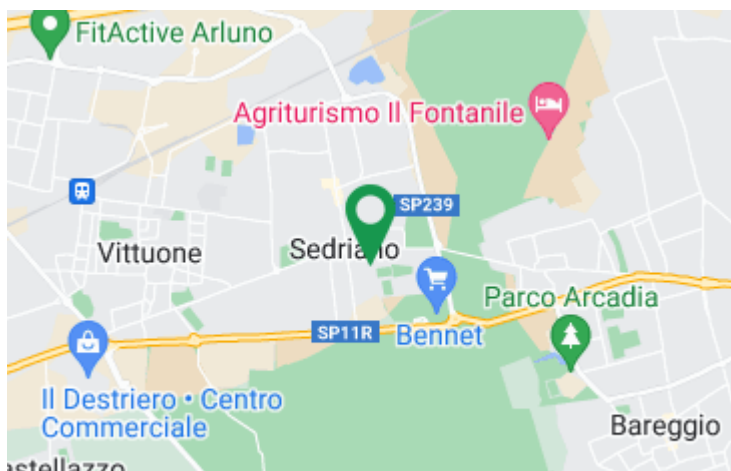 FitActive Arluno
Agriturismo Il Fontanile
SP239
Vittuone
Sedriano
Parco Arcadia
SP11R
Bennet
Il Destriero • Centro
Commerciale
Bareggio